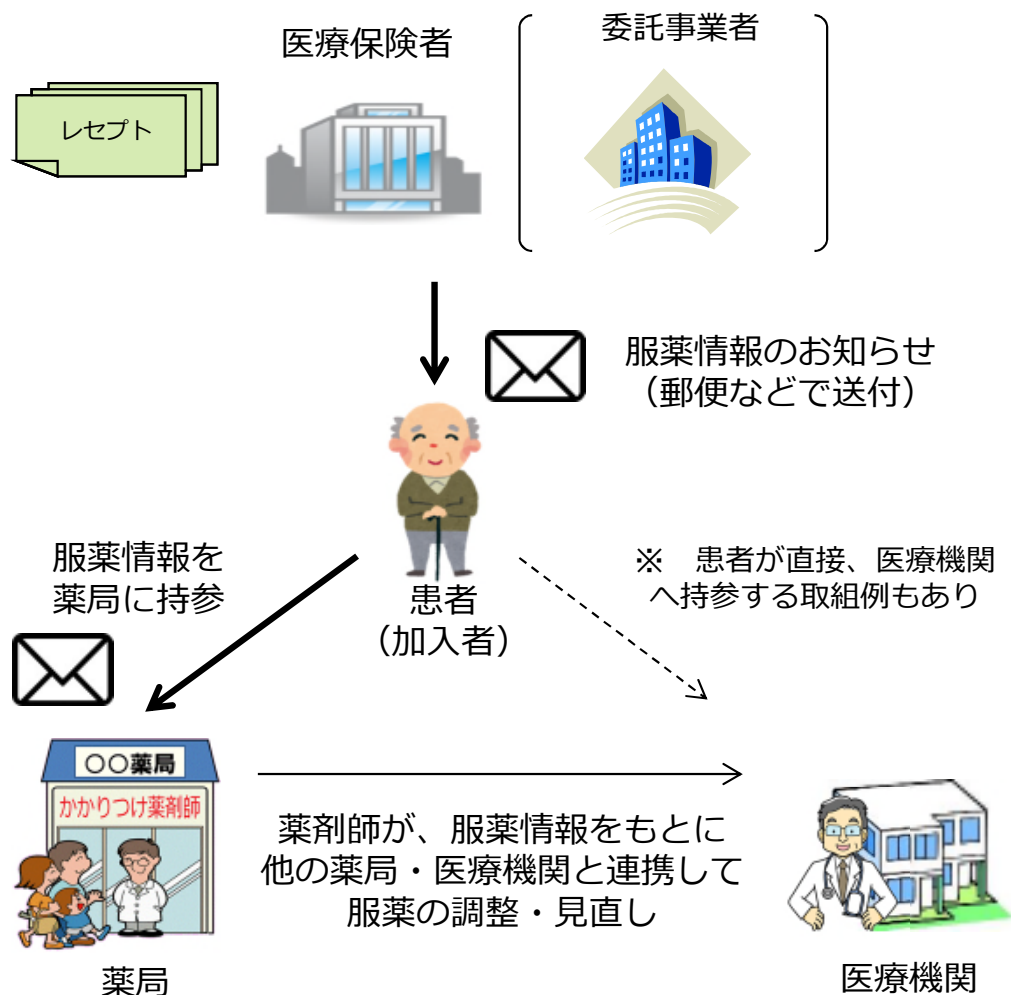 医療保険者
委託事業者
レセプト
服薬情報のお知らせ
（郵便などで送付）
服薬情報を
薬局に持参
※　患者が直接、医療機関
へ持参する取組例もあり
患者
（加入者）
〇〇薬局
かかりつけ薬剤師
薬剤師が、服薬情報をもとに
他の薬局・医療機関と連携して
服薬の調整・見直し
薬局
医療機関